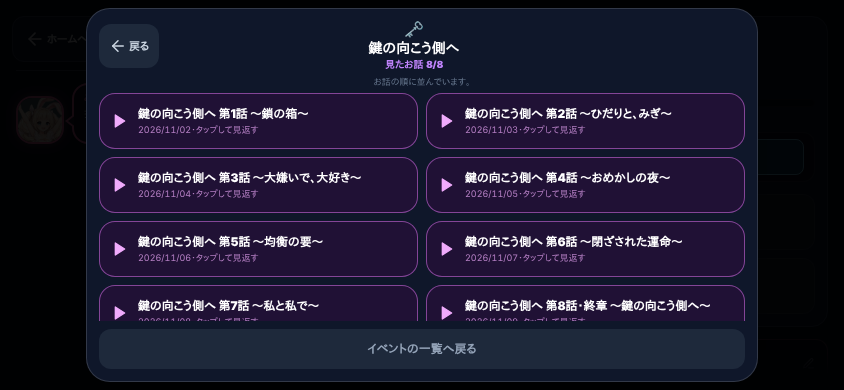 ホームへ
戻る
鍵の向こう側へ
見たお話 8/8
お話の順に並んでいます。
鍵の向こう側へ 第1話 〜鎖の箱〜
2026/11/02・タップして見返す
鍵の向こう側へ 第2話 〜ひだりと、みぎ〜
2026/11/03・タップして見返す
鍵の向こう側へ 第3話 〜大嫌いで、大好き〜
2026/11/04・タップして見返す
鍵の向こう側へ 第4話 〜おめかしの夜〜
2026/11/05・タップして見返す
鍵の向こう側へ 第5話 〜均衡の要〜
2026/11/06・タップして見返す
鍵の向こう側へ 第6話 〜閉ざされた運命〜
2026/11/07・タップして見返す
鍵の向こう側へ 第7話 〜私と私で〜
鍵の向こう側へ 第8話・終章 〜鍵の向こう側へ〜
イベントの一覧へ戻る